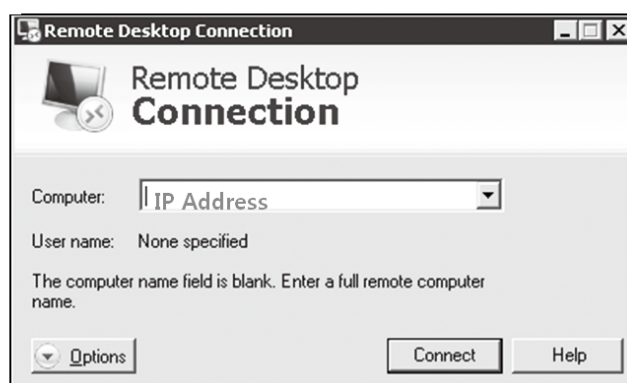 Remote Desktop Connection
Remote Desktop
Connection
Computer: IP Address
User name: None specified
The computer name field is blank. Enter a full remote computer
name.
Options Connect Help